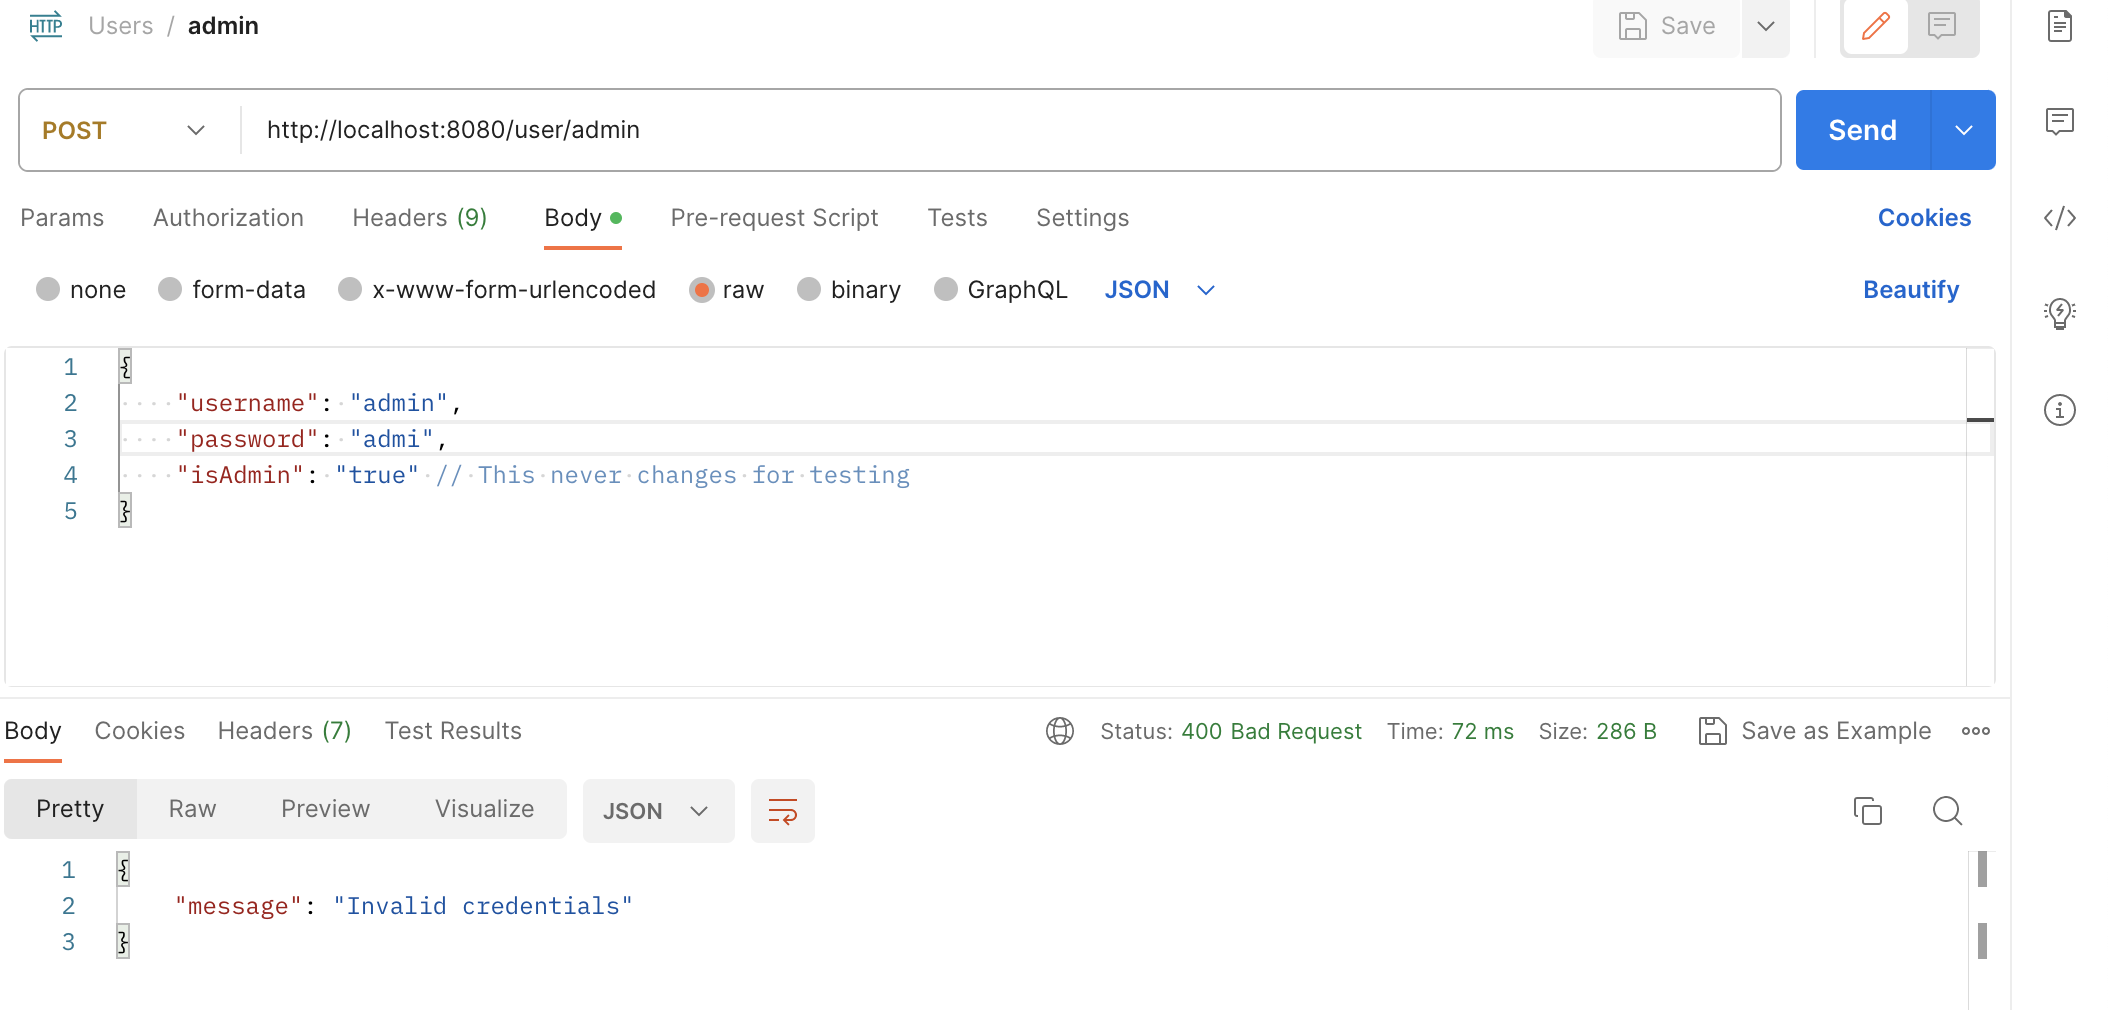 HTTP Users / admin Save
POST http://localhost:8080/user/admin Send
Params Authorization Headers (9) Body Pre-request Script Tests Settings Cookies
none form-data x-www-form-urlencoded raw binary GraphQL JSON Beautify
1 {
2 "username": "admin",
3 "password": "admi",
4 "isAdmin": "true" // This never changes for testing
5 }
Body Cookies Headers (7) Test Results Status: 400 Bad Request Time: 72 ms Size: 286 B Save as Example
Pretty Raw Preview Visualize JSON
1 {
2 "message": "Invalid credentials"
3 }